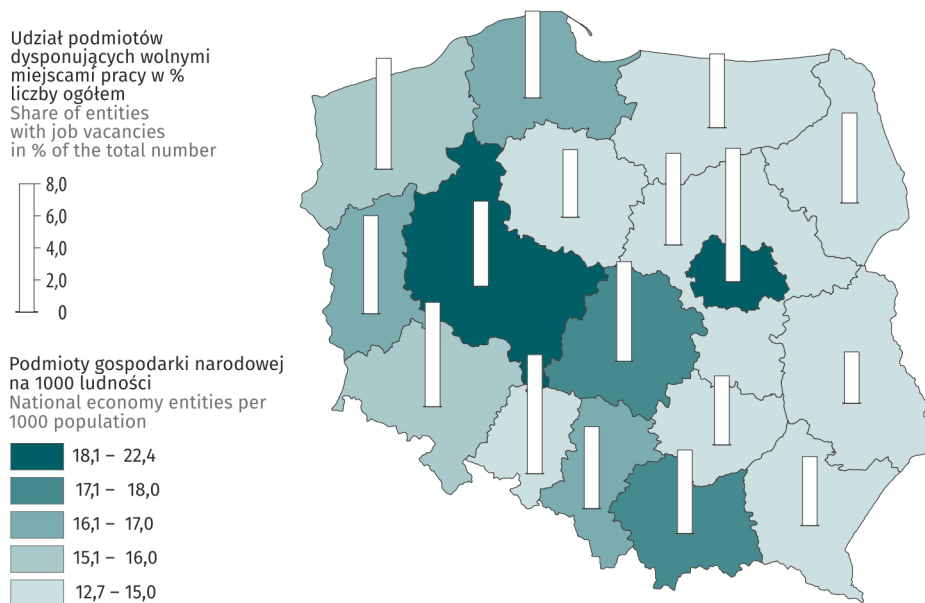 Udział podmiotów
dysponujących wolnymi
miejscami pracy w %
liczby ogółem
Share of entities
with job vacancies
in % of the total number
8,0
6,0
4,0
2,0
0
Podmioty gospodarki narodowej
na 1000 ludności
National economy entities per
1000 population
18,1 – 22,4
17,1 – 18,0
16,1 – 17,0
15,1 – 16,0
12,7 – 15,0